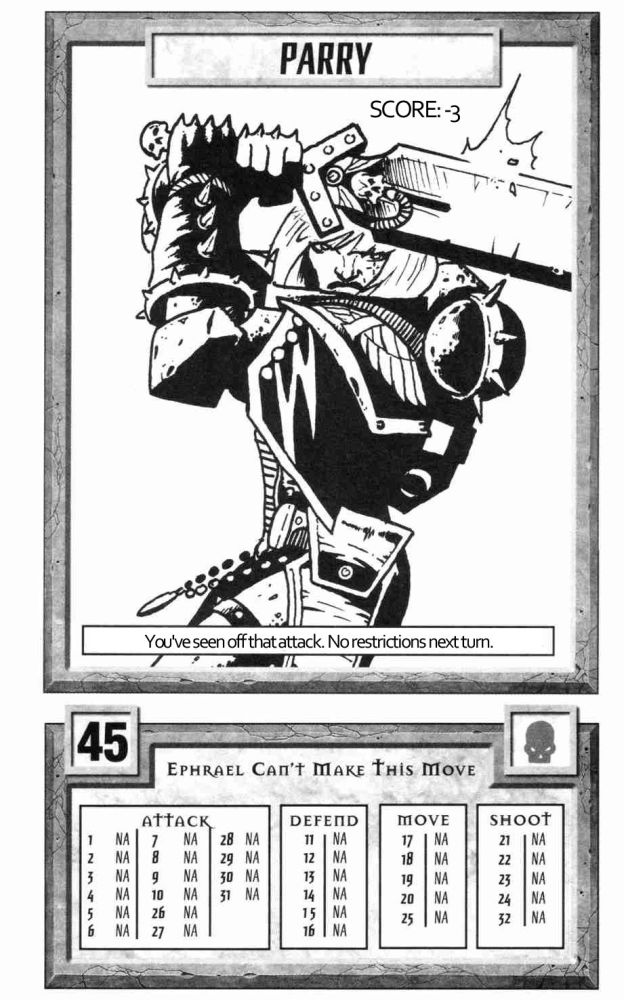 PARRY
SCORE: -3
You've seen off that attack. No restrictions next turn.
45
Ephrael Can't Make This Move
ATTACK
1 NA 7 NA 28 NA
2 NA 8 NA 29 NA
3 NA 9 NA 30 NA
4 NA 10 NA 31 NA
5 NA 26 NA
6 NA 27 NA
DEFEND
11 NA
12 NA
13 NA
14 NA
15 NA
16 NA
MOVE
17 NA
18 NA
19 NA
20 NA
25 NA
SHOOT
21 NA
22 NA
23 NA
24 NA
32 NA